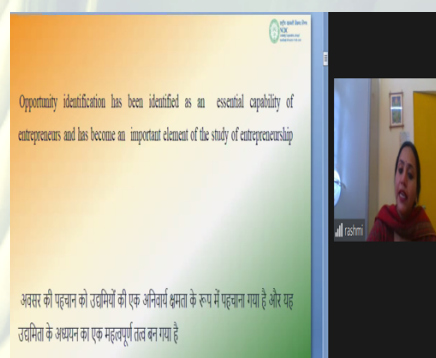 Opportunity identification has been identified as an essential capability of
entrepreneurs and has become an important element of the study of entrepreneurship
अवसर की पहचान को उद्यमियों की एक अनिवार्य क्षमता के रूप में पहचाना गया है और यह
उद्यमिता के अध्ययन का एक महत्वपूर्ण तत्व बन गया है
rashmi